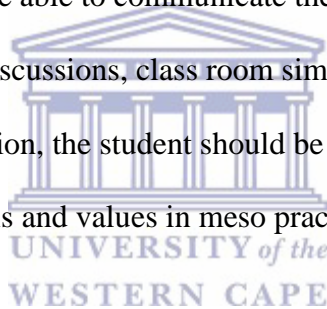 e able to communicate the
scussions, class room sim
ion, the student should be
s and values in meso prac
UNIVERSITY of the
WESTERN CAPE